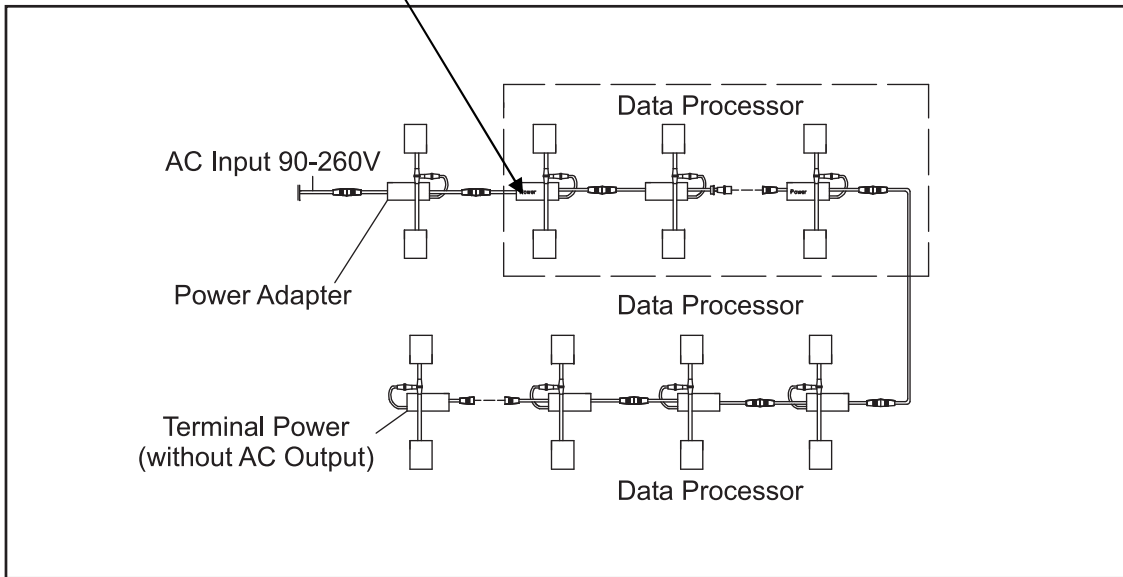 Data Processor
AC Input 90-260V
Power
Power
Power Adapter
Data Processor
Terminal Power
(without AC Output)
Data Processor